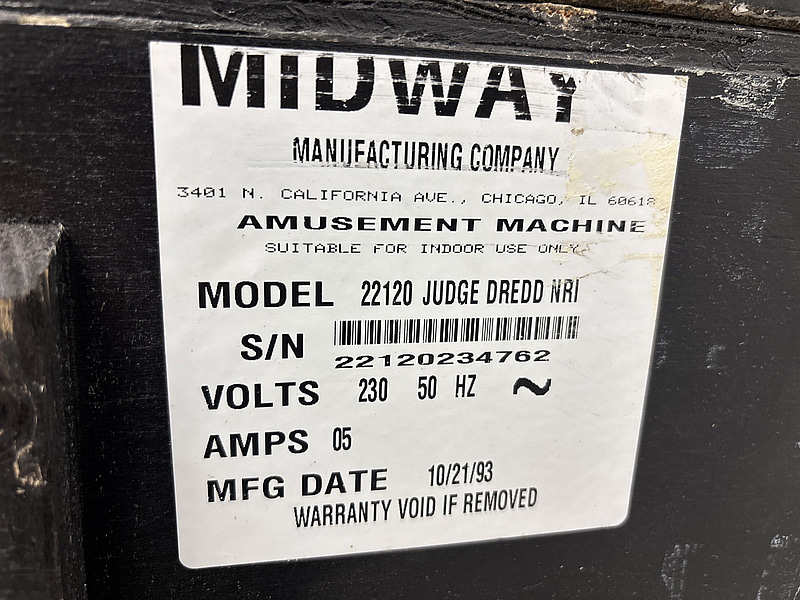 MIDWAY
MANUFACTURING COMPANY
3401 N. CALIFORNIA AVE., CHICAGO, IL 60618
AMUSEMENT MACHINE
SUITABLE FOR INDOOR USE ONLY.
MODEL 22120 JUDGE DREDD NRI
S/N 22120234762
VOLTS 230 50 HZ ~
AMPS 05
MFG DATE 10/21/93
WARRANTY VOID IF REMOVED